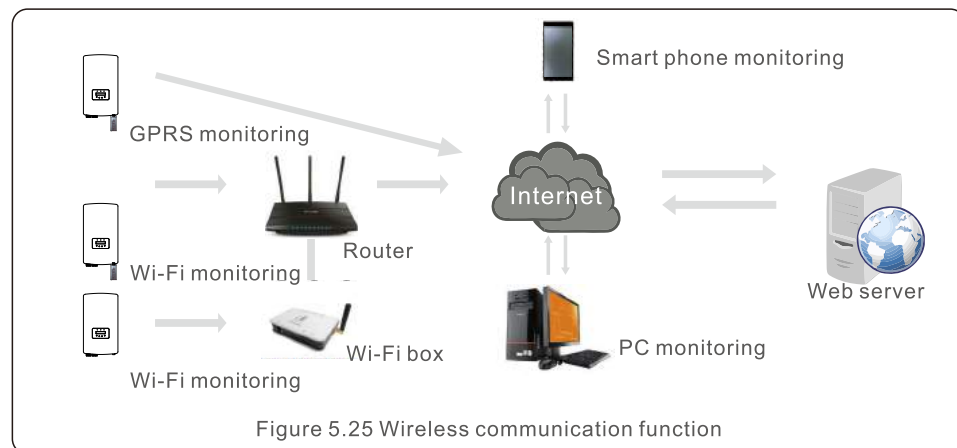 Smart phone monitoring
GPRS monitoring
Internet
Router
Wi-Fi monitoring
Web server
Wi-Fi box
PC monitoring
Wi-Fi monitoring
Figure 5.25 Wireless communication function